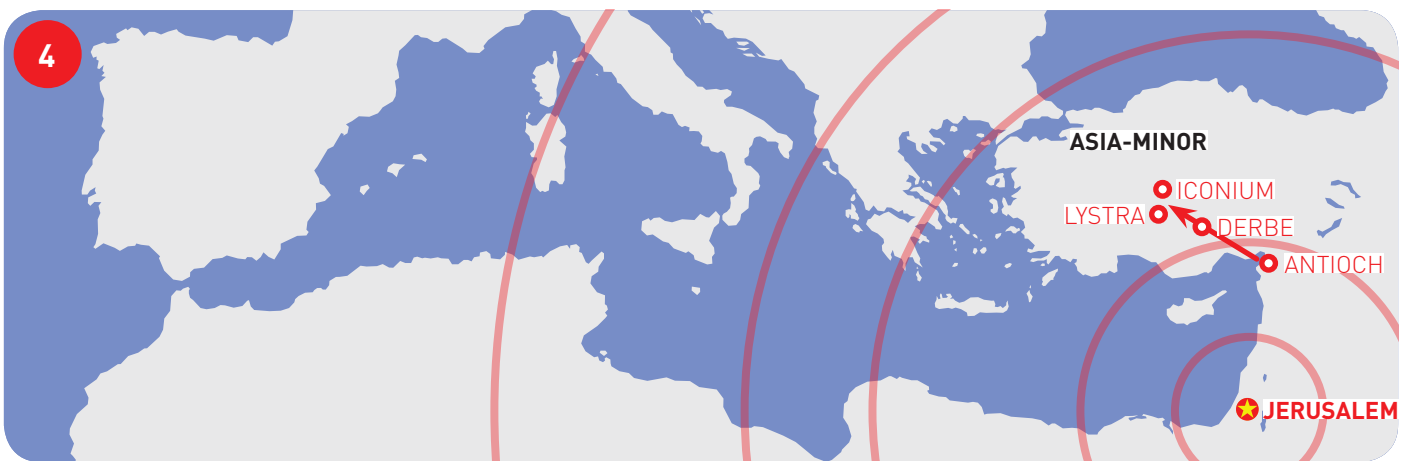 4
ASIA-MINOR
ICONIUM
LYSTRA
DERBE
ANTIOCH
JERUSALEM